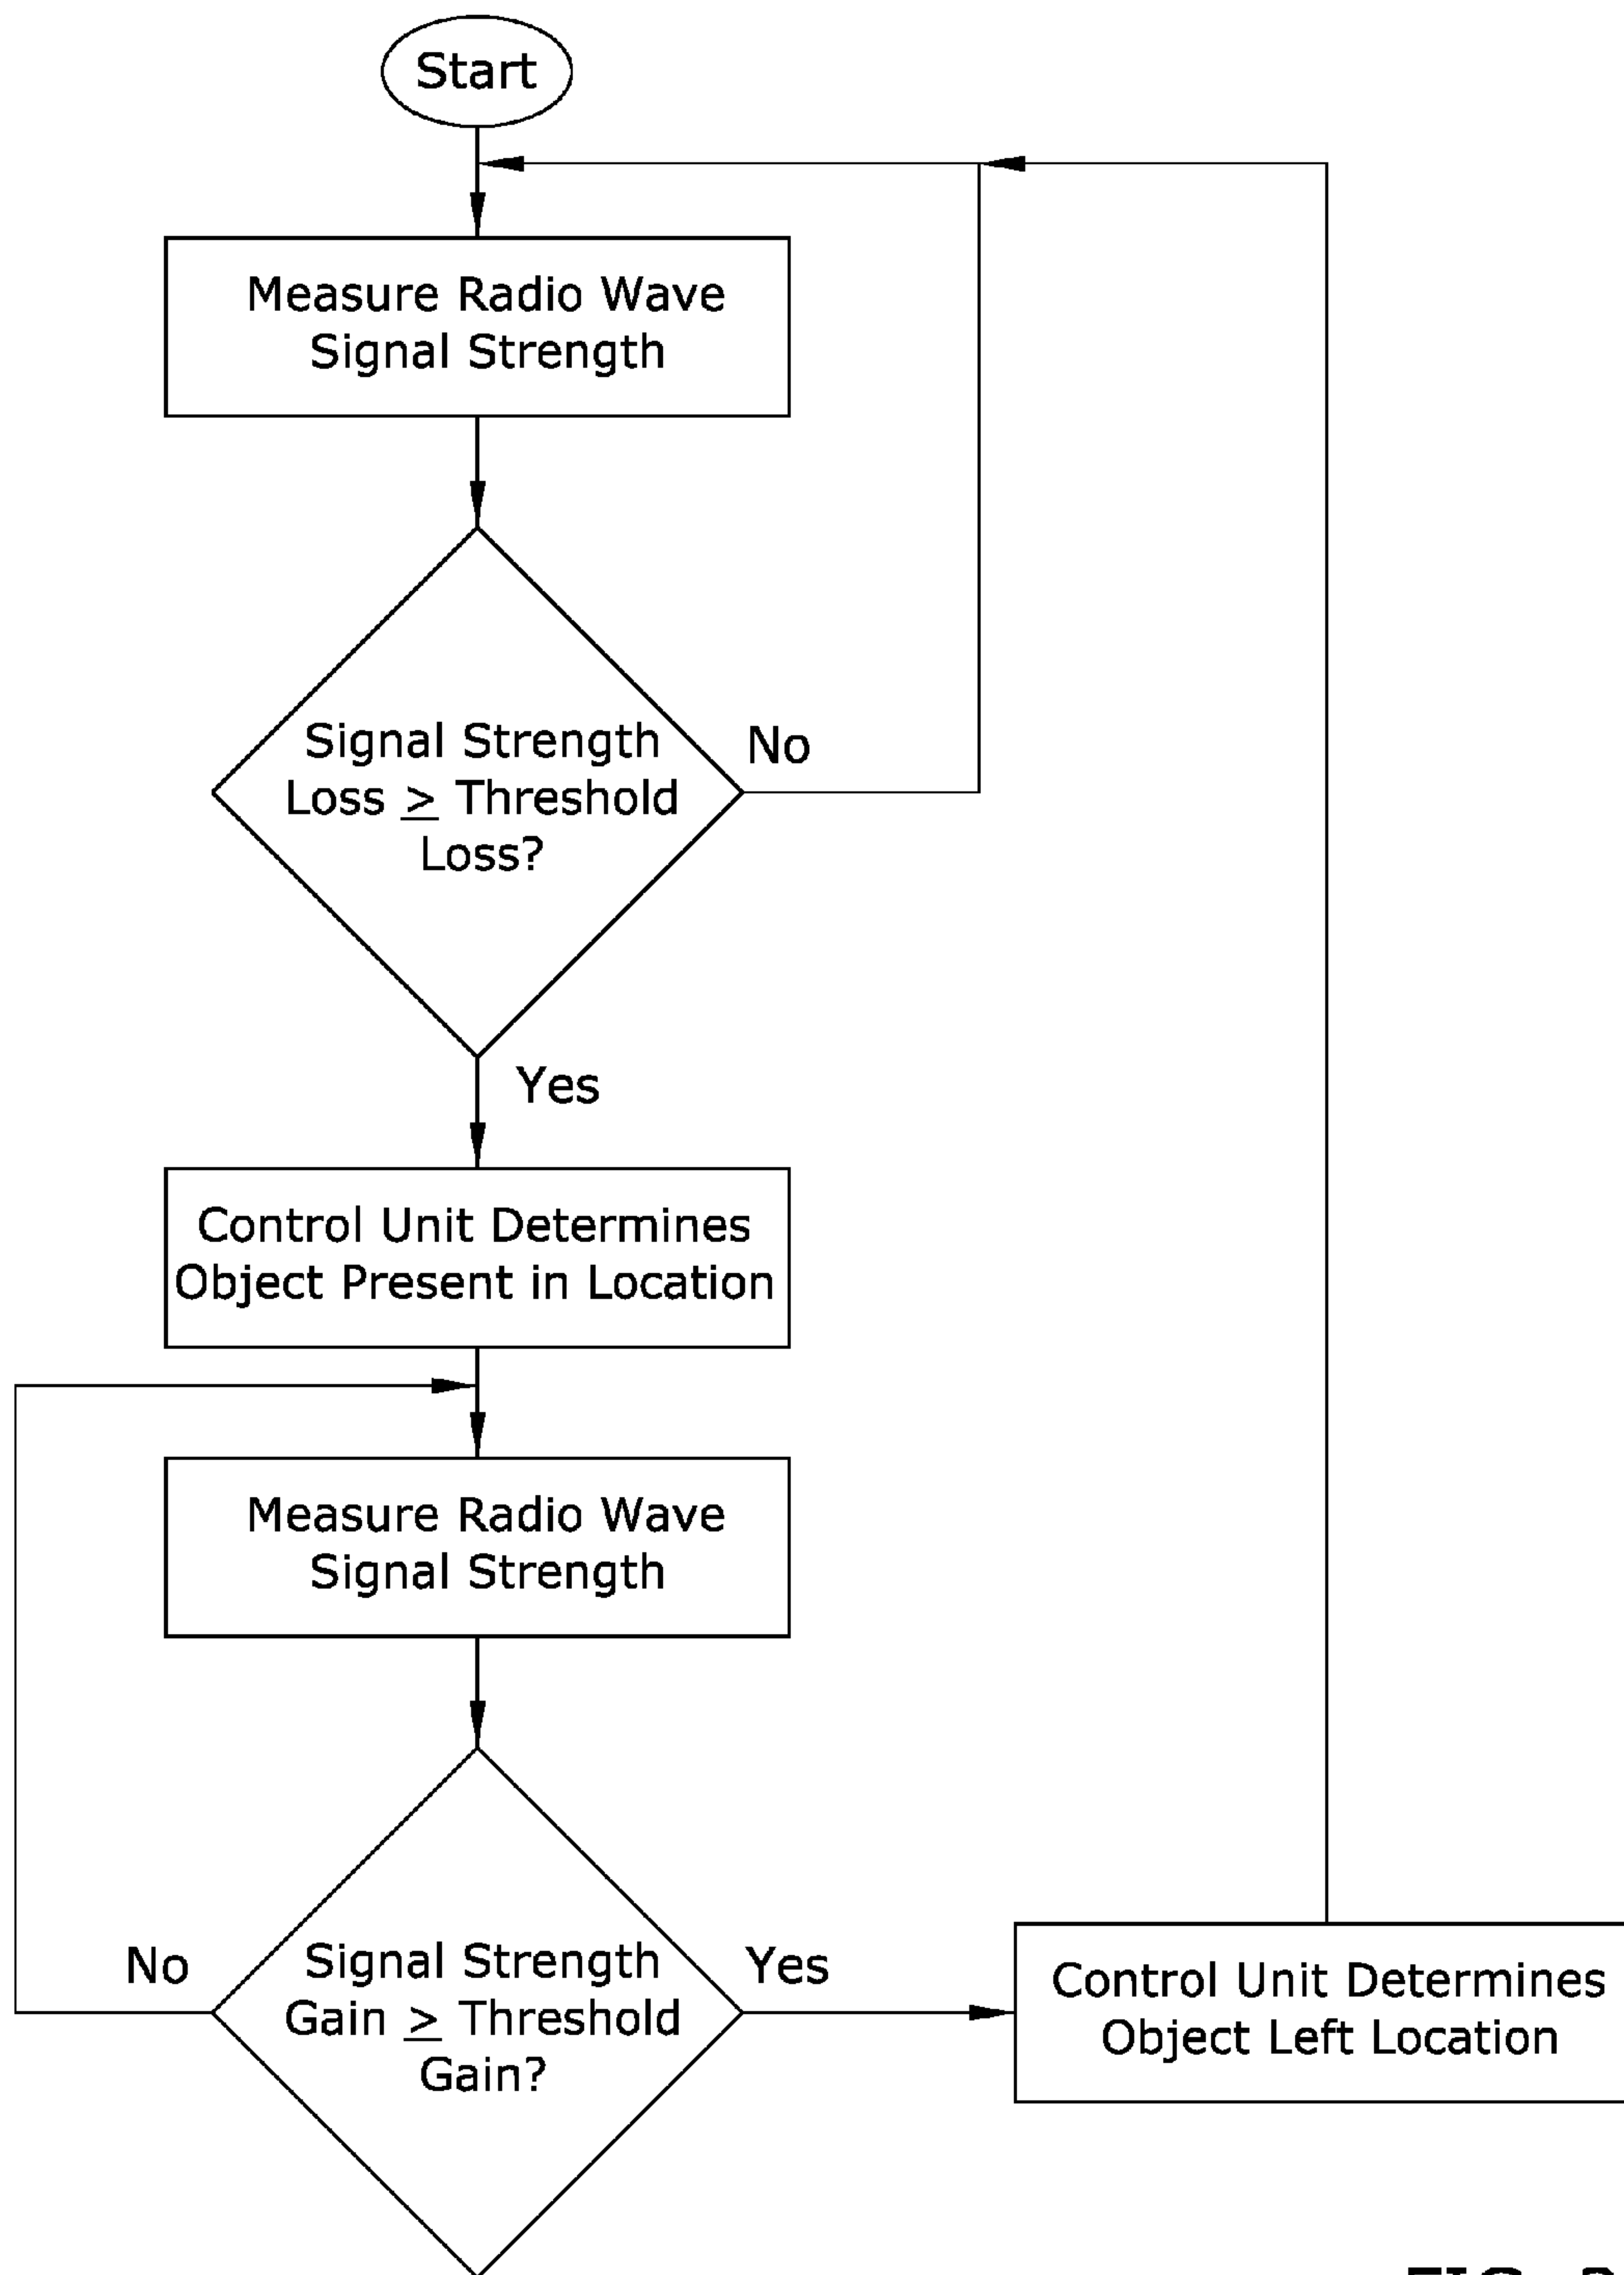 Start
Measure Radio Wave
Signal Strength
Signal Strength
Loss ≥ Threshold
Loss?
No
Yes
Control Unit Determines
Object Present in Location
Measure Radio Wave
Signal Strength
Signal Strength
Gain ≥ Threshold
Gain?
No
Yes
Control Unit Determines
Object Left Location